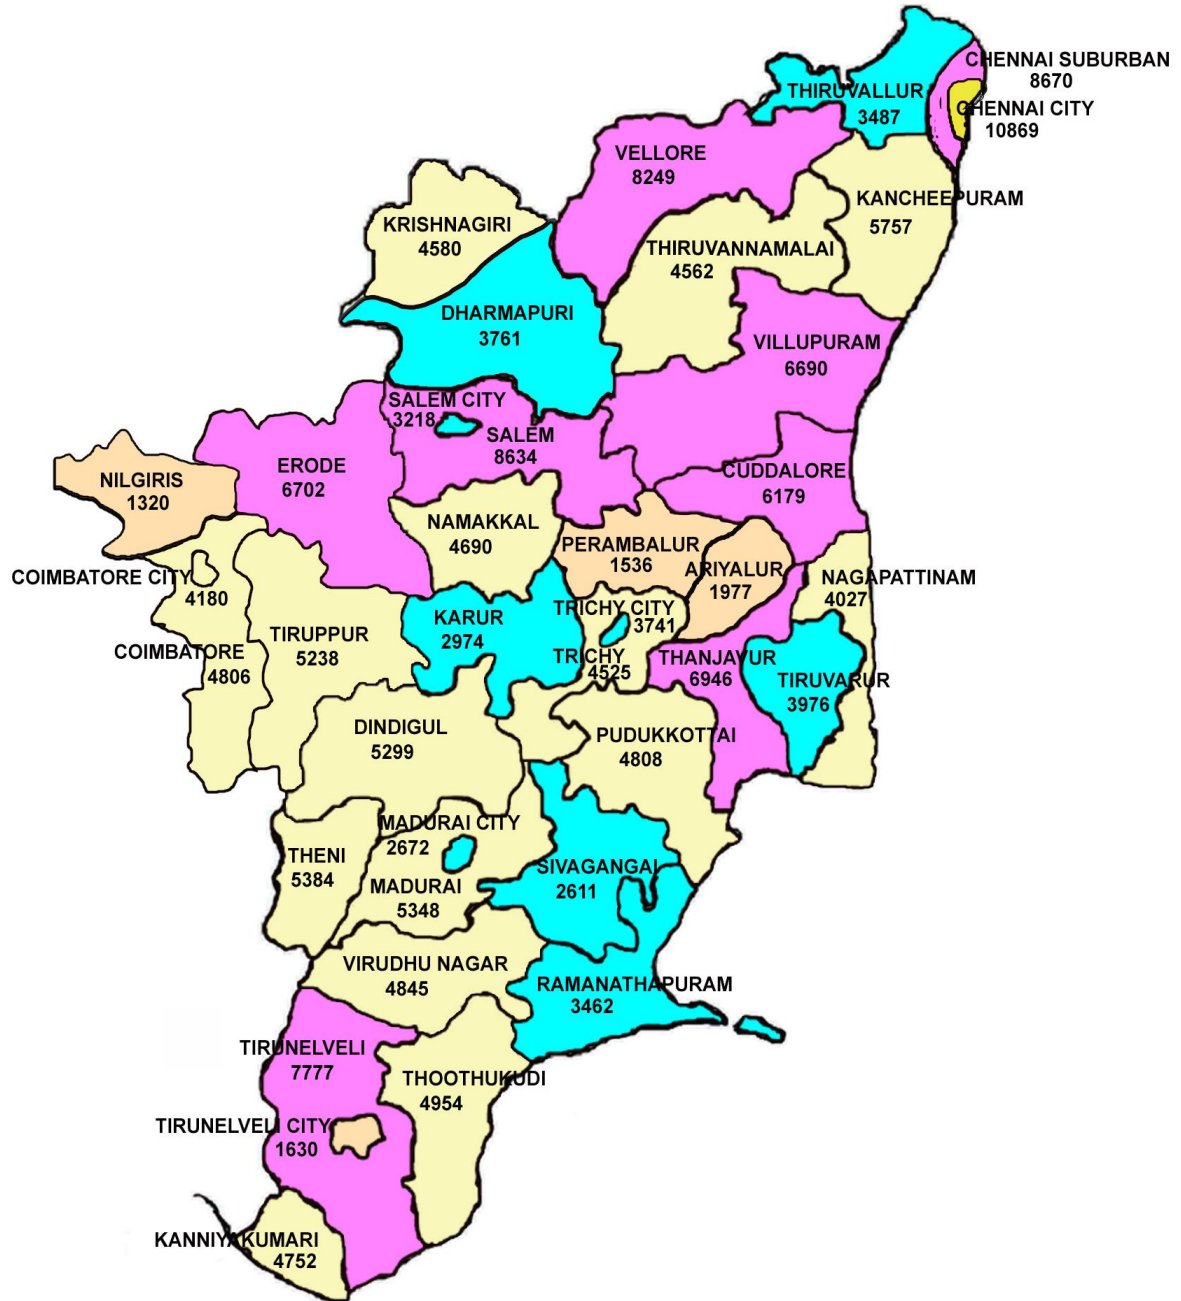 CHENNAI SUBURBAN
8670
THIRUVALLUR
3487
CHENNAI CITY
10869
VELLORE
8249
KANCHEEPURAM
5757
KRISHNAGIRI
4580
THIRUVANNAMALAI
4562
DHARMAPURI
3761
VILLUPURAM
6690
SALEM CITY
3218
SALEM
8634
ERODE
6702
CUDDALORE
6179
NILGIRIS
1320
NAMAKKAL
4690
PERAMBALUR
1536
ARIYALUR
1977
COIMBATORE CITY
4180
NAGAPATTINAM
4027
KARUR
2974
TRICHY CITY
3741
TIRUPPUR
5238
COIMBATORE
4806
TRICHY
4525
THANJAVUR
6946
TIRUVARUR
3976
DINDIGUL
5299
PUDUKKOTTAI
4808
MADURAI CITY
2672
THENI
5384
MADURAI
5348
SIVAGANGAI
2611
VIRUDHU NAGAR
4845
RAMANATHAPURAM
3462
TIRUNELVELI
7777
THOOTHUKUDI
4954
TIRUNELVELI CITY
1630
KANNIYAKUMARI
4752